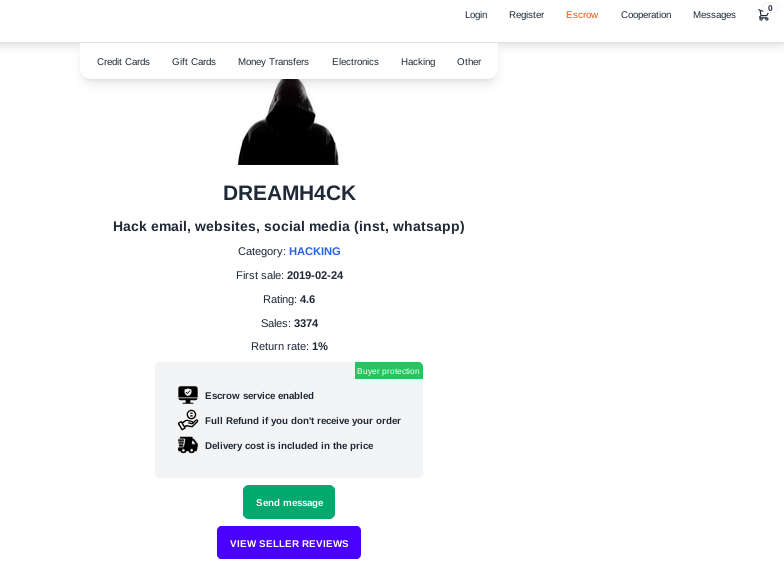 Login Register Escrow Cooperation Messages 0
Credit Cards Gift Cards Money Transfers Electronics Hacking Other
DREAMH4CK
Hack email, websites, social media (inst, whatsapp)
Category: HACKING
First sale: 2019-02-24
Rating: 4.6
Sales: 3374
Return rate: 1%
Buyer protection
Escrow service enabled
Full Refund if you don't receive your order
Delivery cost is included in the price
Send message
VIEW SELLER REVIEWS